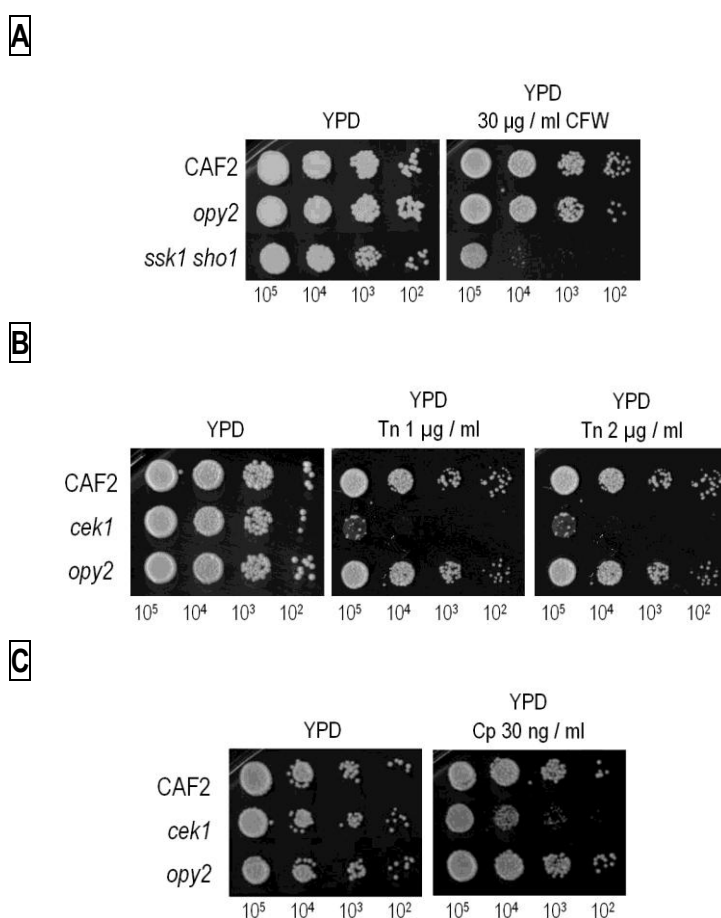 A
YPD
YPD
30 µg / ml CFW
CAF2
opy2
ssk1 sho1
10⁵ 10⁴ 10³ 10² 10⁵ 10⁴ 10³ 10²
B
YPD
YPD
Tn 1 µg / ml
YPD
Tn 2 µg / ml
CAF2
cek1
opy2
10⁵ 10⁴ 10³ 10² 10⁵ 10⁴ 10³ 10² 10⁵ 10⁴ 10³ 10²
C
YPD
YPD
Cp 30 ng / ml
CAF2
cek1
opy2
10⁵ 10⁴ 10³ 10² 10⁵ 10⁴ 10³ 10²